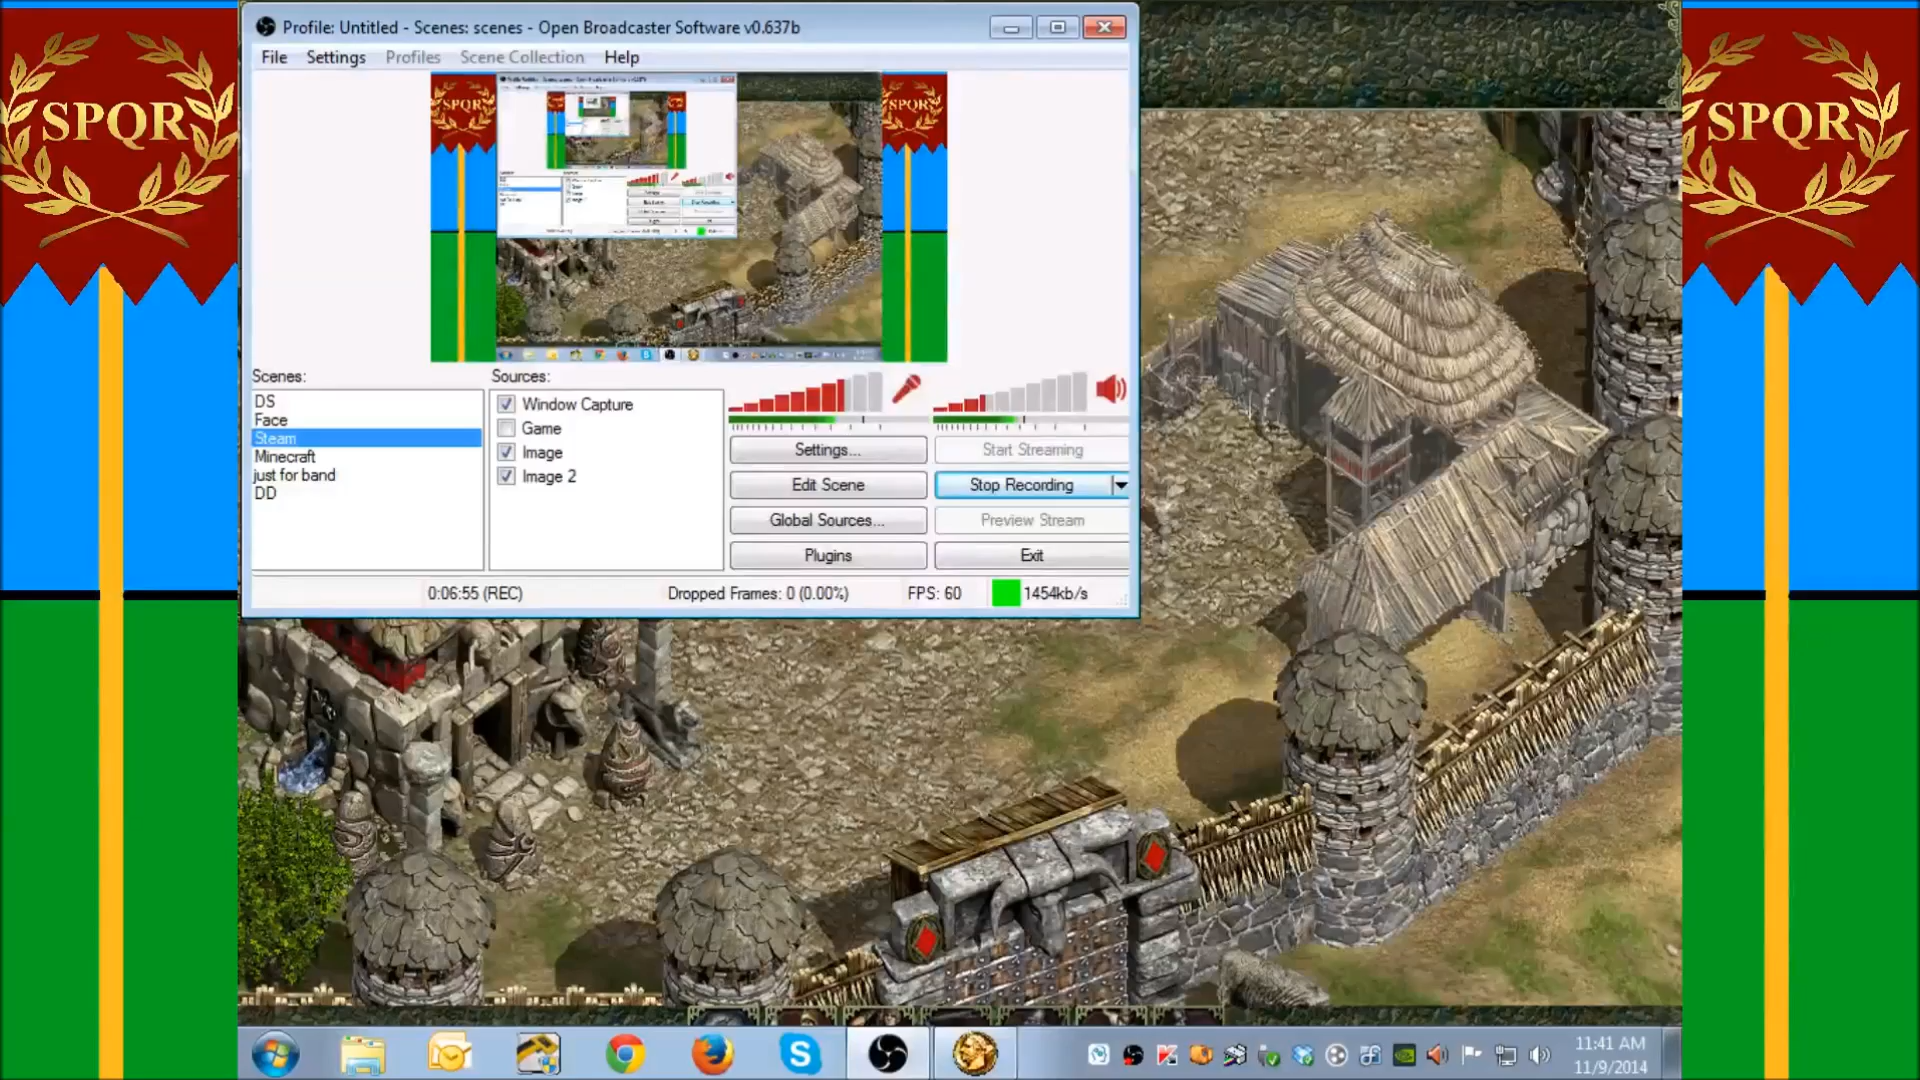 Profile: Untitled - Scenes: scenes - Open Broadcaster Software v0.637b
File Settings Profiles Scene Collection Help
SPQR
SPQR
SPQR
SPQR
Scenes:
DS
Face
Steam
Minecraft
just for band
DD
Sources:
Window Capture
Game
Image
Image 2
Settings...
Start Streaming
Edit Scene
Stop Recording
Global Sources...
Preview Stream
Plugins
Exit
0:06:55 (REC)
Dropped Frames: 0 (0.00%)
FPS: 60
1454kb/s
11:41 AM
11/9/2014